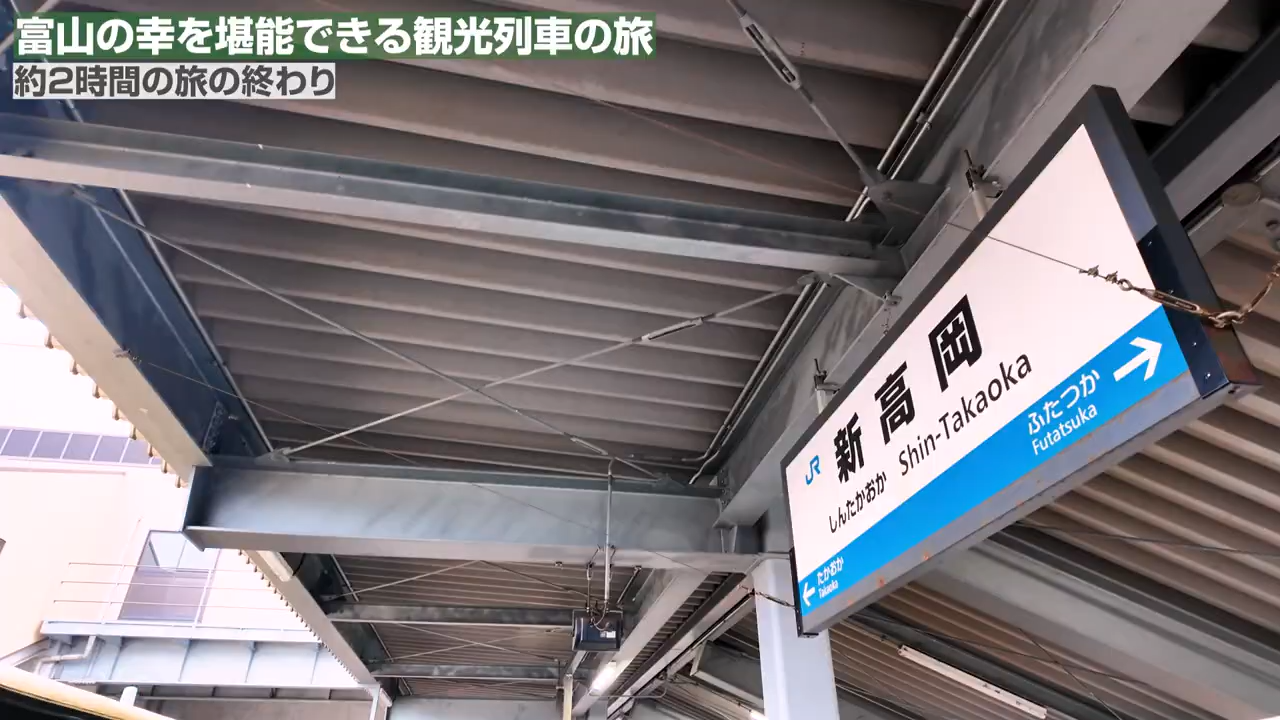 富山の幸を堪能できる観光列車の旅
約2時間の旅の終わり
JR 新高岡
しんたかおか Shin-Takaoka
ふたつか
Futatsuka
たかおか
Takaoka